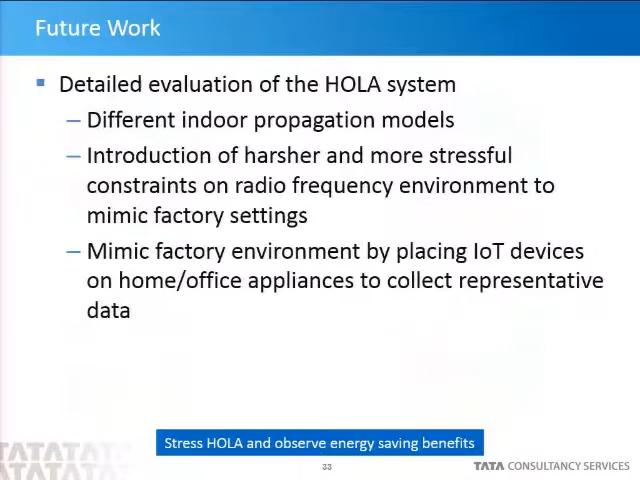 Future Work
Detailed evaluation of the HOLA system
– Different indoor propagation models
– Introduction of harsher and more stressful
constraints on radio frequency environment to
mimic factory settings
– Mimic factory environment by placing IoT devices
on home/office appliances to collect representative
data
Stress HOLA and observe energy saving benefits
TATATATATA
ATATATATAT
33
TATA CONSULTANCY SERVICES